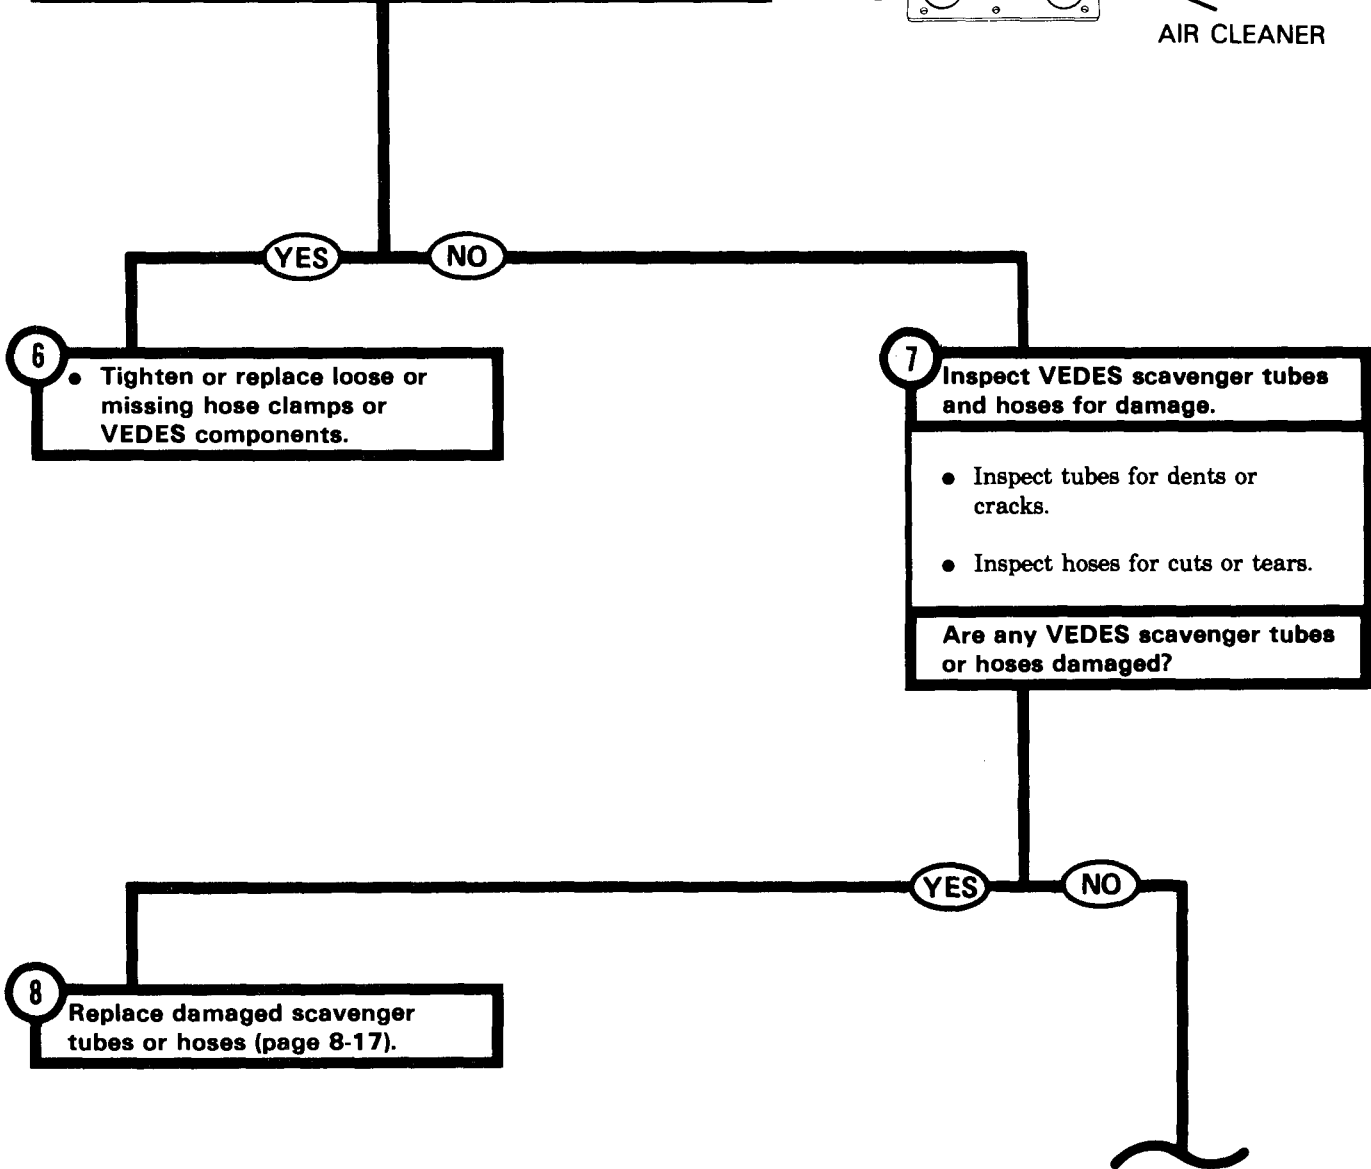 AIR CLEANER
YES
NO
6
● Tighten or replace loose or
missing hose clamps or
VEDES components.
7
Inspect VEDES scavenger tubes
and hoses for damage.
● Inspect tubes for dents or
cracks.
● Inspect hoses for cuts or tears.
Are any VEDES scavenger tubes
or hoses damaged?
YES
NO
8
Replace damaged scavenger
tubes or hoses (page 8-17).